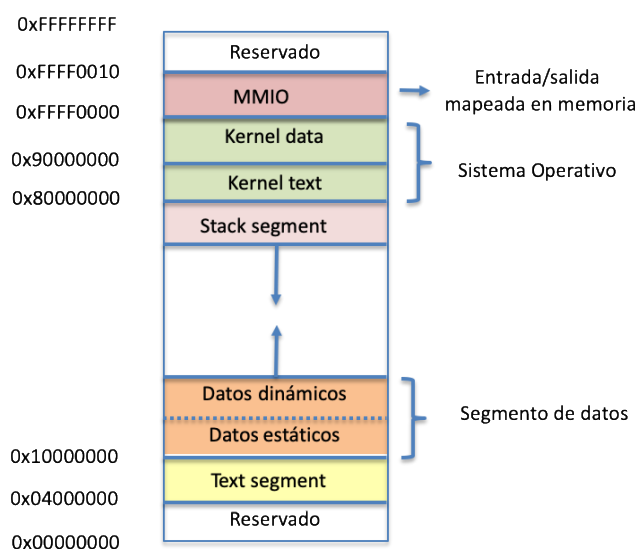 0xFFFFFFFF
Reservado
0xFFFF0010
MMIO
Entrada/salida
mapeada en memoria
0xFFFF0000
Kernel data
0x90000000
Sistema Operativo
Kernel text
0x80000000
Stack segment
Datos dinámicos
Segmento de datos
Datos estáticos
0x10000000
Text segment
0x04000000
Reservado
0x00000000